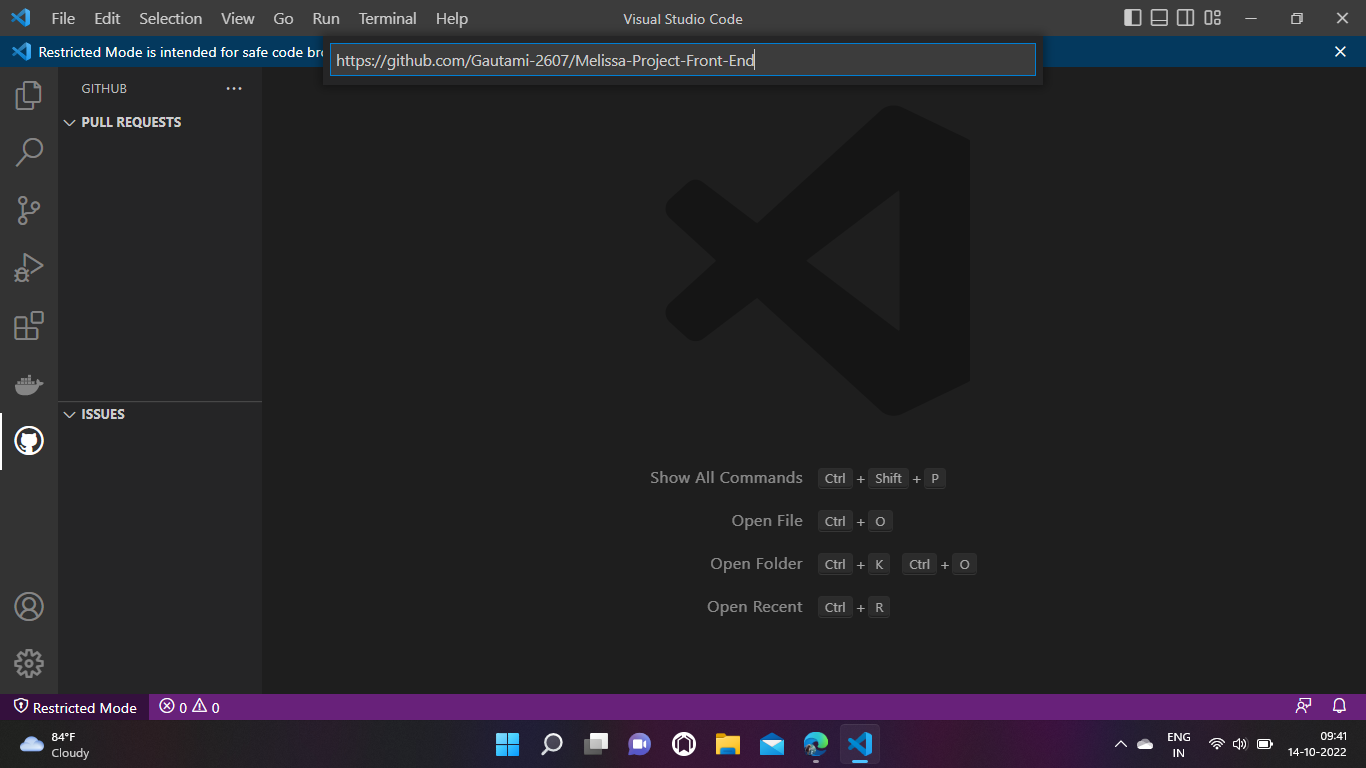 File Edit Selection View Go Run Terminal Help Visual Studio Code
Restricted Mode is intended for safe code br
https://github.com/Gautami-2607/Melissa-Project-Front-End
GITHUB
PULL REQUESTS
ISSUES
Show All Commands Ctrl + Shift + P
Open File Ctrl + O
Open Folder Ctrl + K Ctrl + O
Open Recent Ctrl + R
Restricted Mode 0 0
84°F
Cloudy
ENG
IN
09:41
14-10-2022